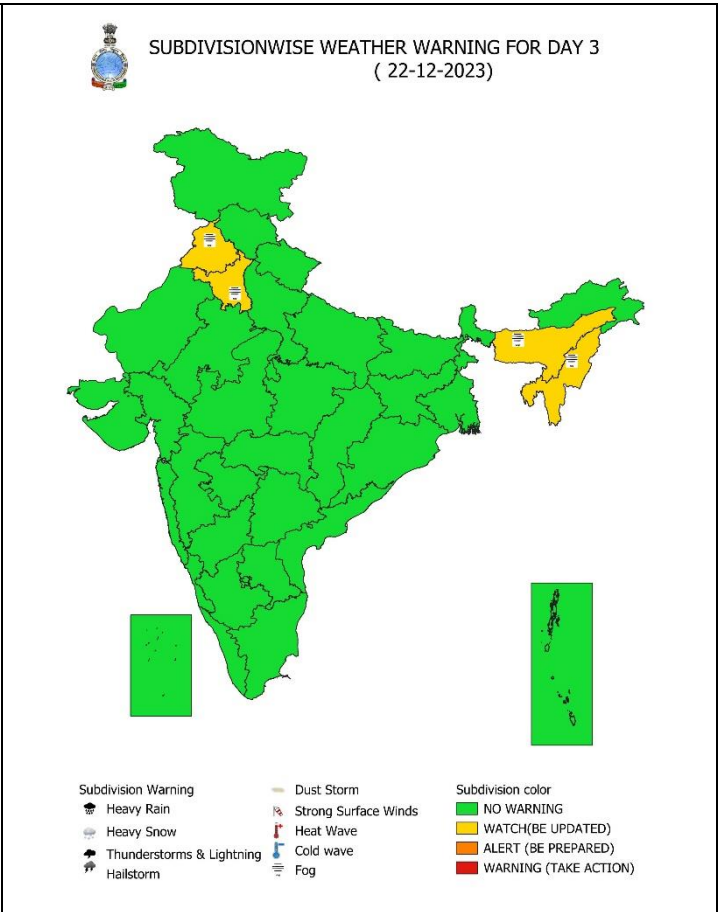 SUBDIVISIONWISE WEATHER WARNING FOR DAY 3
( 22-12-2023)
Subdivision Warning
Heavy Rain
Heavy Snow
Thunderstorms & Lightning
Hailstorm
Dust Storm
Strong Surface Winds
Heat Wave
Cold wave
Fog
Subdivision color
NO WARNING
WATCH(BE UPDATED)
ALERT (BE PREPARED)
WARNING (TAKE ACTION)